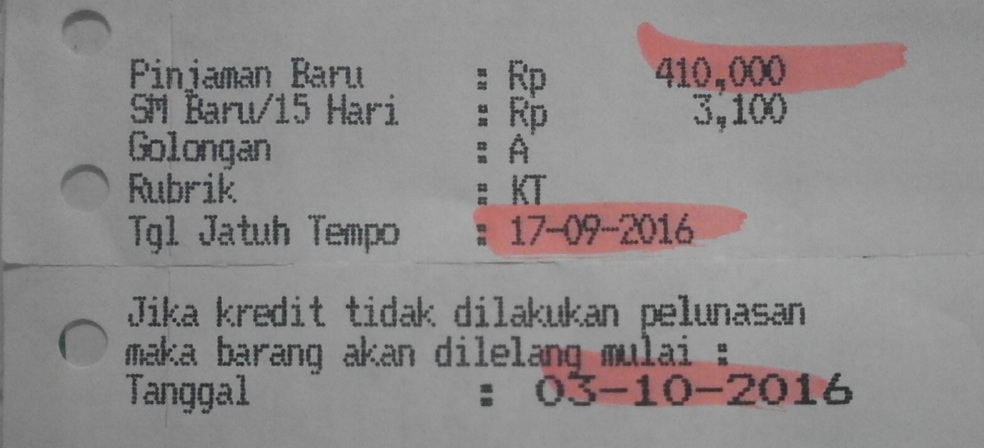 Pinjaman Baru : Rp 410,000
SM Baru/15 Hari : Rp 3,100
Golongan : A
Rubrik : KT
Tgl Jatuh Tempo : 17-09-2016
Jika kredit tidak dilakukan pelunasan
maka barang akan dilelang mulai :
Tanggal : 03-10-2016